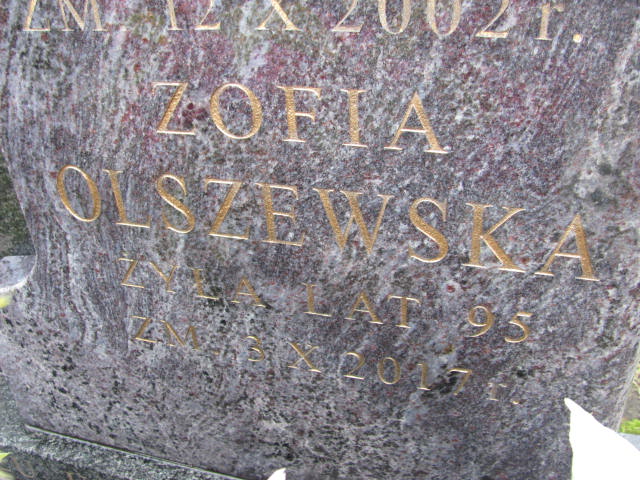 ZM. 12 X 2002 r.
ZOFIA
OLSZEWSKA
ŻYŁA LAT 95
ZM. 3 X 2017 r.